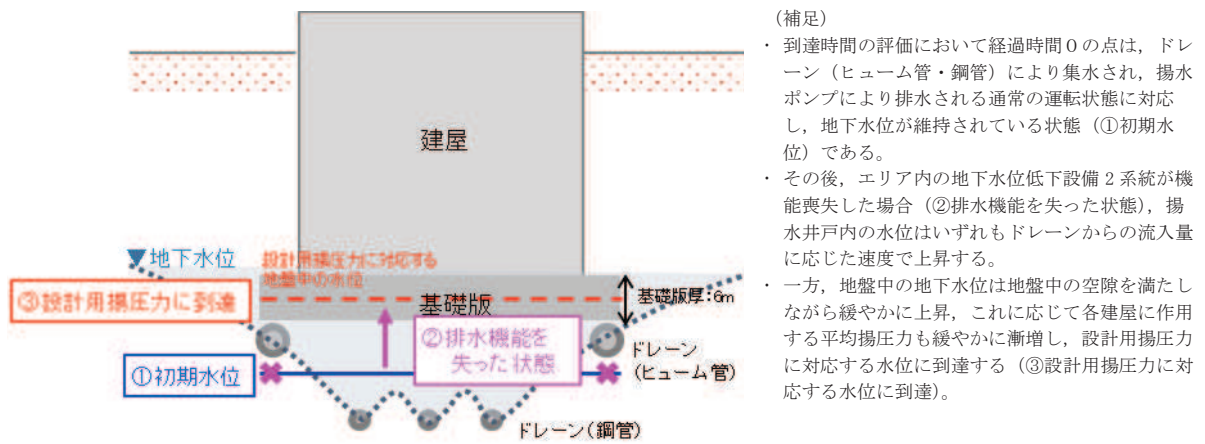 建屋
▼地下水位
設計用揚圧力に対応する
地盤中の水位
③設計用揚圧力に到達
基礎版
基礎版厚:6m
②排水機能を
失った状態
①初期水位
ドレーン
(ヒューム管)
ドレーン(鋼管)
（補足）
・ 到達時間の評価において経過時間０の点は，ドレ
ーン（ヒューム管・鋼管）により集水され，揚水
ポンプにより排水される通常の運転状態に対応
し，地下水位が維持されている状態（①初期水
位）である。
・ その後，エリア内の地下水位低下設備２系統が機
能喪失した場合（②排水機能を失った状態），揚
水井戸内の水位はいずれもドレーンからの流入量
に応じた速度で上昇する。
・ 一方，地盤中の地下水位は地盤中の空隙を満たし
ながら緩やかに上昇，これに応じて各建屋に作用
する平均揚圧力も緩やかに漸増し，設計用揚圧力
に対応する水位に到達する（③設計用揚圧力に対
応する水位に到達）。